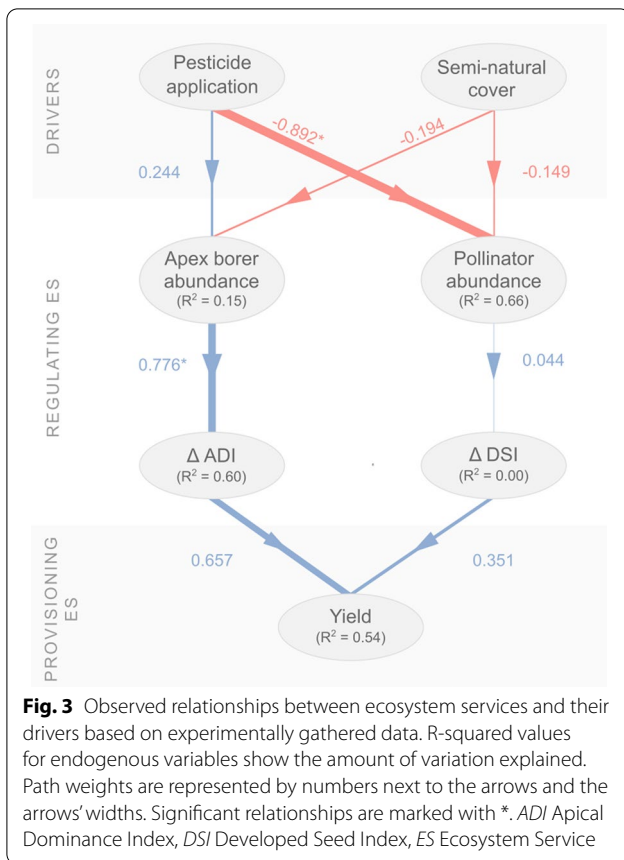 DRIVERS
Pesticide
application
Semi-natural
cover
-0.892*
-0.194
0.244
-0.149
REGULATING ES
Apex borer
abundance
(R² = 0.15)
Pollinator
abundance
(R² = 0.66)
0.776*
0.044
Δ ADI
(R² = 0.60)
Δ DSI
(R² = 0.00)
PROVISIONING
ES
0.657
0.351
Yield
(R² = 0.54)
Fig. 3 Observed relationships between ecosystem services and their
drivers based on experimentally gathered data. R-squared values
for endogenous variables show the amount of variation explained.
Path weights are represented by numbers next to the arrows and the
arrows' widths. Significant relationships are marked with *. ADI Apical
Dominance Index, DSI Developed Seed Index, ES Ecosystem Service